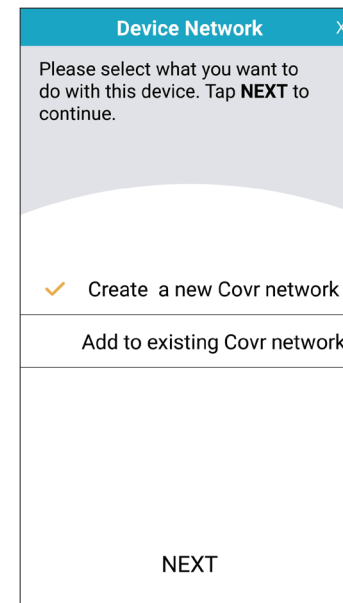 Device Network X
Please select what you want to
do with this device. Tap NEXT to
continue.
Create a new Covr network
Add to existing Covr network
NEXT